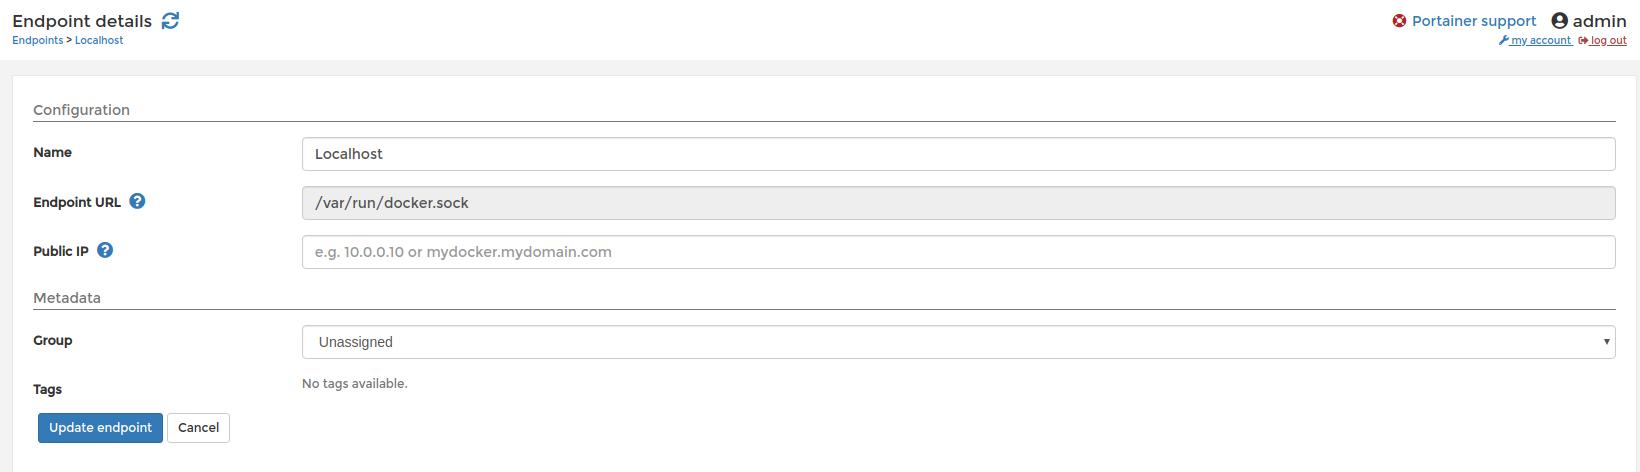 Endpoint details
Portainer support admin
Endpoints > Localhost
my account log out
Configuration
Name Localhost
Endpoint URL /var/run/docker.sock
Public IP e.g. 10.0.0.10 or mydocker.mydomain.com
Metadata
Group Unassigned
Tags No tags available.
Update endpoint Cancel